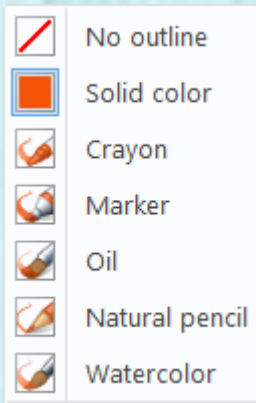 No outline
Solid color
Crayon
Marker
Oil
Natural pencil
Watercolor